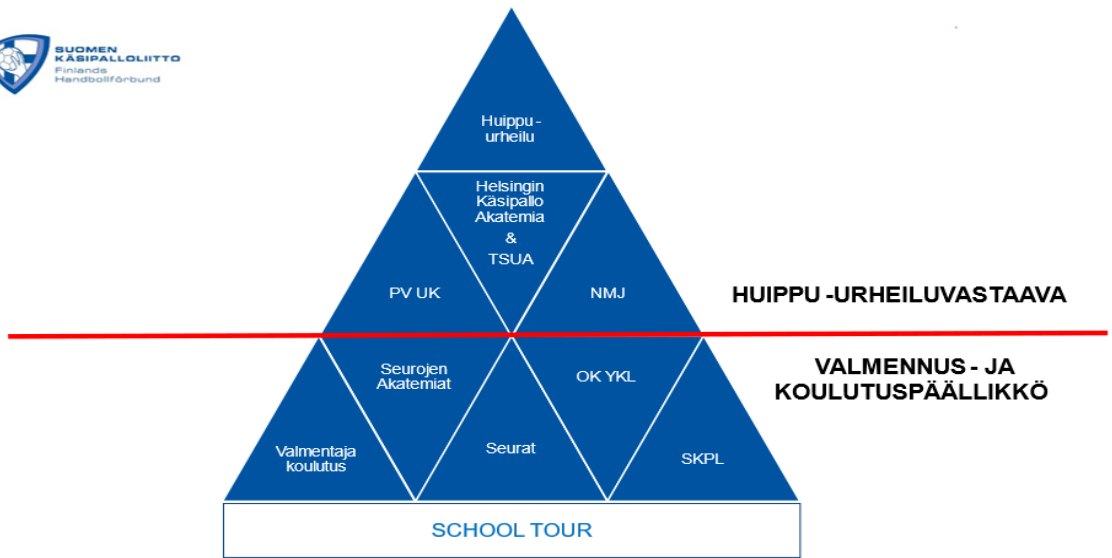 SUOMEN
KÄSIPALLOLIITTO
Finlands
Handbollförbund
Huippu -
urheilu
Helsingin
Käsipallo
Akatemia
&
TSUA
PV UK
NMJ
HUIPPU -URHEILUVASTAAVA
Seurojen
Akatemiat
OK YKL
VALMENNUS - JA
KOULUTUSPÄÄLLIKKÖ
Valmentaja
koulutus
Seurat
SKPL
SCHOOL TOUR